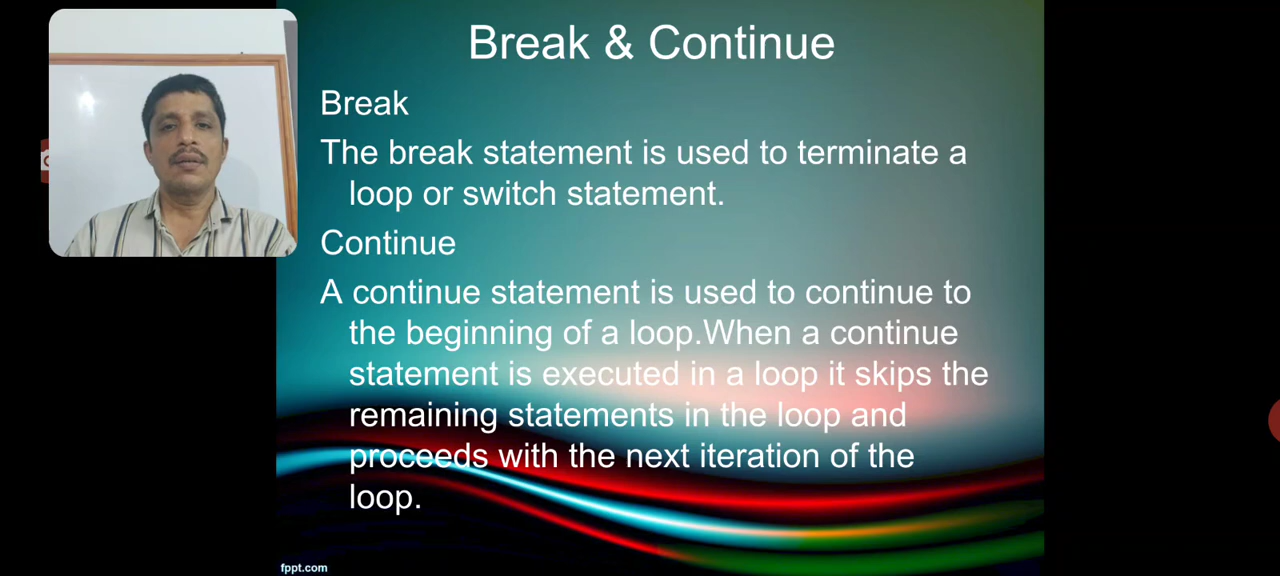 Break & Continue
Break
The break statement is used to terminate a
loop or switch statement.
Continue
A continue statement is used to continue to
the beginning of a loop.When a continue
statement is executed in a loop it skips the
remaining statements in the loop and
proceeds with the next iteration of the
loop.
fppt.com